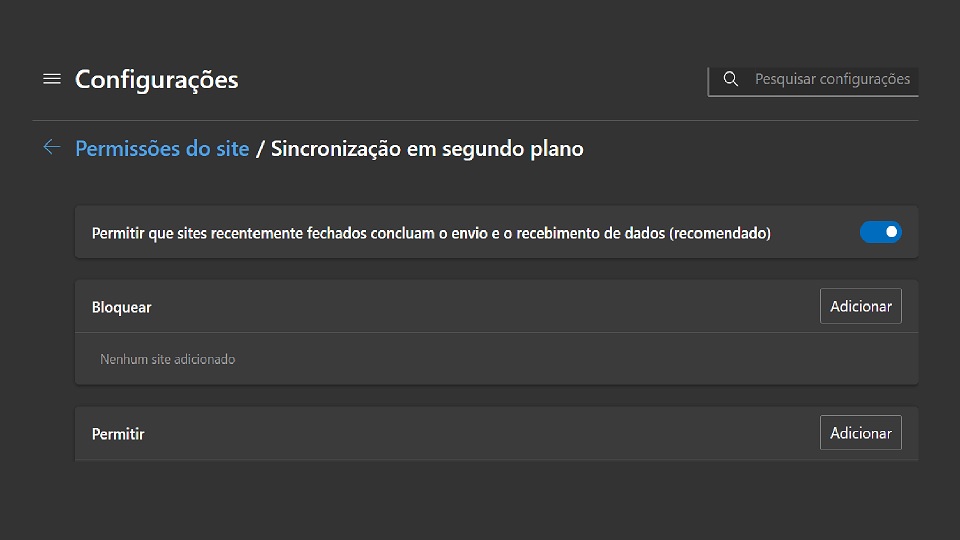 Configurações
Pesquisar configurações
Permissões do site / Sincronização em segundo plano
Permitir que sites recentemente fechados concluam o envio e o recebimento de dados (recomendado)
Bloquear
Adicionar
Nenhum site adicionado
Permitir
Adicionar